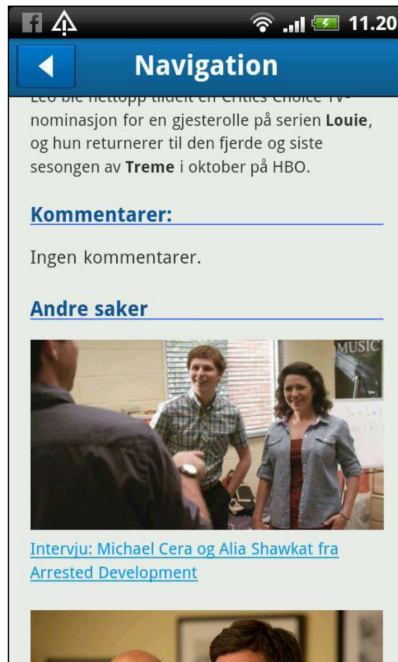 11.20
Navigation
Leo ble nettopp tildelt en Critics Choice TV-
nominasjon for en gjesterolle på serien Louie,
og hun returnerer til den fjerde og siste
sesongen av Treme i oktober på HBO.
Kommentarer:
Ingen kommentarer.
Andre saker
MUSIC
Intervju: Michael Cera og Alia Shawkat fra
Arrested Development